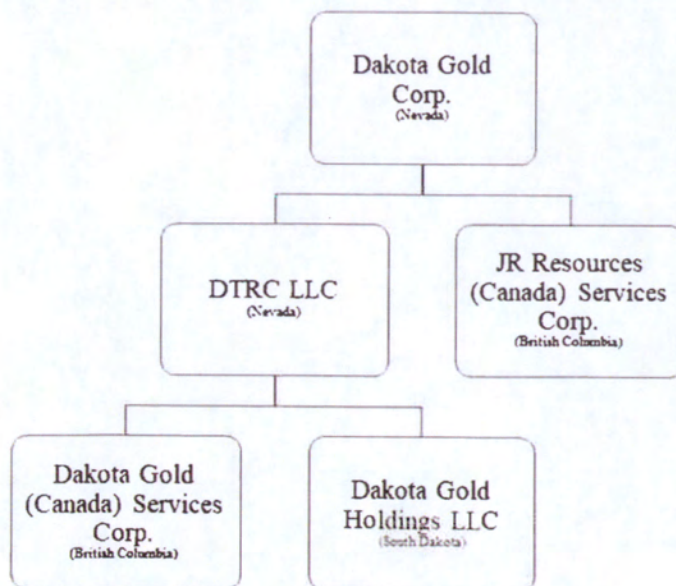 Dakota Gold
Corp.
(Nevada)
DTRC LLC
(Nevada)
JR Resources
(Canada) Services
Corp.
(British Columbia)
Dakota Gold
(Canada) Services
Corp.
(British Columbia)
Dakota Gold
Holdings LLC
(South Dakota)